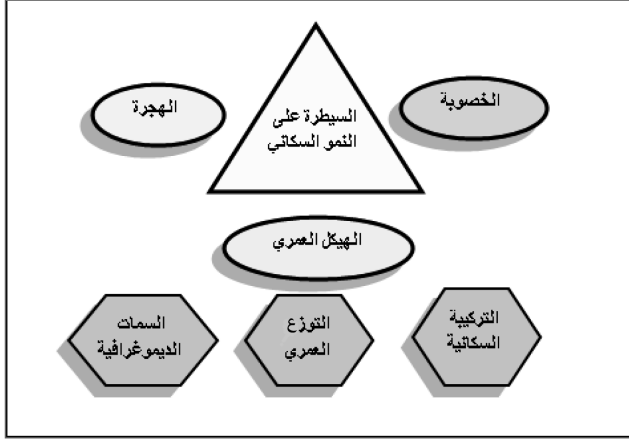 الخصوبة
السيطرة على
النمو السكاني
الهجرة
الهيكل العمري
التركيبة
السكانية
التوزع
العمري
السمات
الديموغرافية